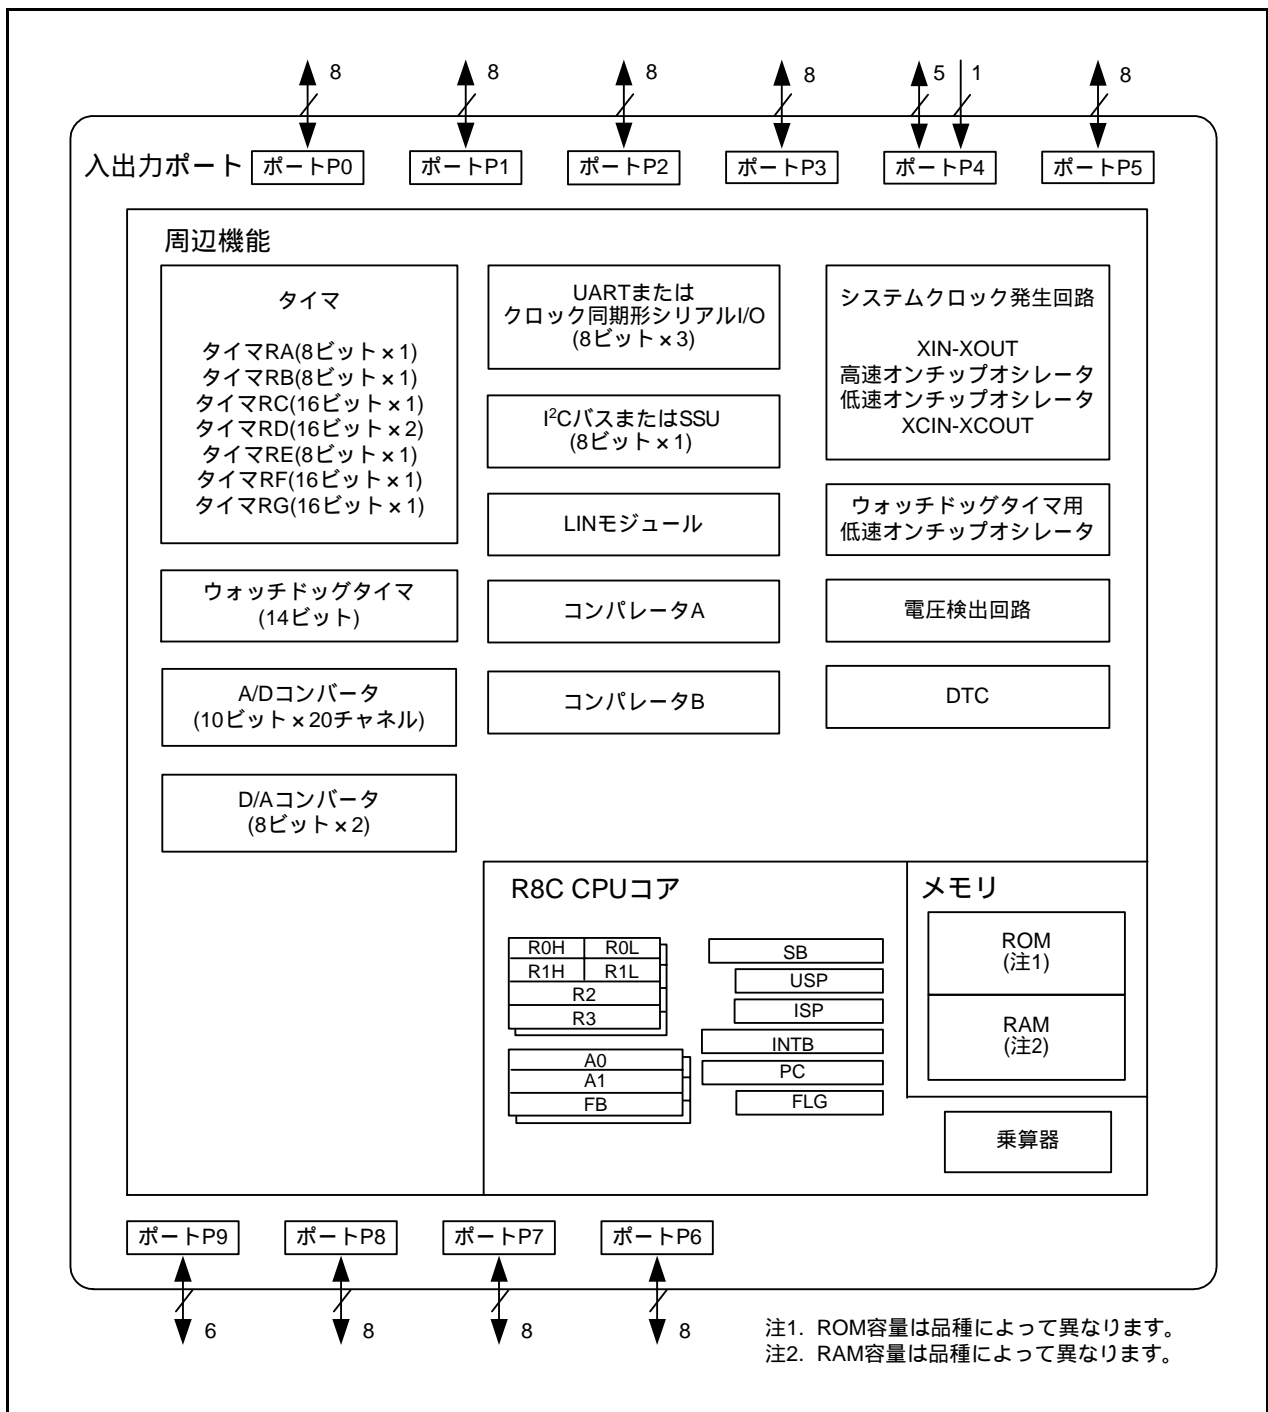 8 8 8 8 5 1 8
入出力ポート ポートP0 ポートP1 ポートP2 ポートP3 ポートP4 ポートP5
周辺機能
タイマ
タイマRA(8ビット×1)
タイマRB(8ビット×1)
タイマRC(16ビット×1)
タイマRD(16ビット×2)
タイマRE(8ビット×1)
タイマRF(16ビット×1)
タイマRG(16ビット×1)
ウォッチドッグタイマ
(14ビット)
A/Dコンバータ
(10ビット×20チャネル)
D/Aコンバータ
(8ビット×2)
UARTまたは
クロック同期形シリアルI/O
(8ビット×3)
I²CバスまたはSSU
(8ビット×1)
LINモジュール
コンパレータA
コンパレータB
システムクロック発生回路
XIN-XOUT
高速オンチップオシレータ
低速オンチップオシレータ
XCIN-XCOUT
ウォッチドッグタイマ用
低速オンチップオシレータ
電圧検出回路
DTC
R8C CPUコア
R0H R0L
R1H R1L
R2
R3
A0
A1
FB
SB
USP
ISP
INTB
PC
FLG
メモリ
ROM
(注1)
RAM
(注2)
乗算器
ポートP9 ポートP8 ポートP7 ポートP6
6 8 8 8
注1. ROM容量は品種によって異なります。
注2. RAM容量は品種によって異なります。